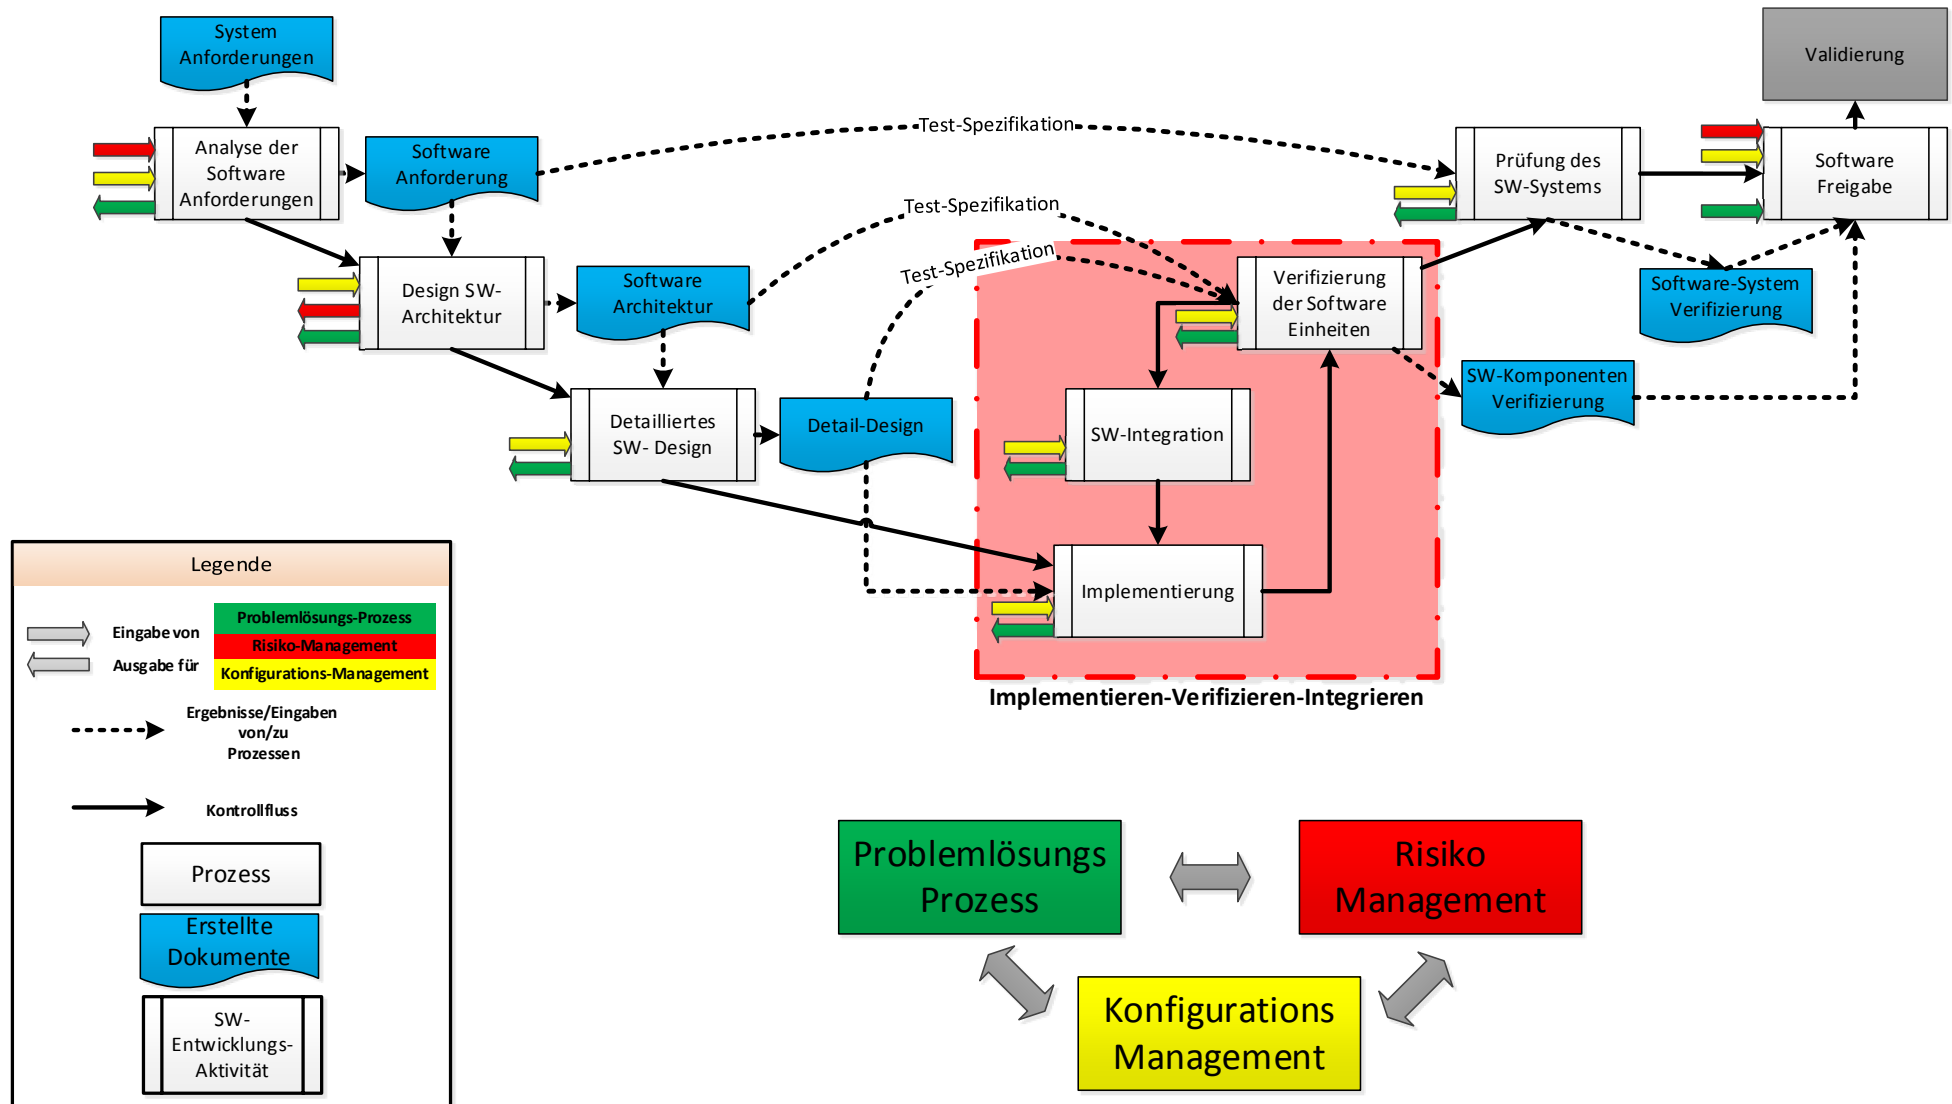 System
Anforderungen
Validierung
Analyse der
Software
Anforderungen
Software
Anforderung
Test-Spezifikation
Prüfung des
SW-Systems
Software
Freigabe
Test-Spezifikation
Test-Spezifikation
Design SW-
Architektur
Software
Architektur
Verifizierung
der Software
Einheiten
Software-System
Verifizierung
SW-Komponenten
Verifizierung
Detailliertes
SW- Design
Detail-Design
SW-Integration
Implementierung
Implementieren-Verifizieren-Integrieren
Legende
Eingabe von
Ausgabe für
Problemlösungs-Prozess
Risiko-Management
Konfigurations-Management
Ergebnisse/Eingaben
von/zu
Prozessen
Kontrollfluss
Prozess
Erstellte
Dokumente
SW-
Entwicklungs-
Aktivität
Problemlösungs
Prozess
Risiko
Management
Konfigurations
Management